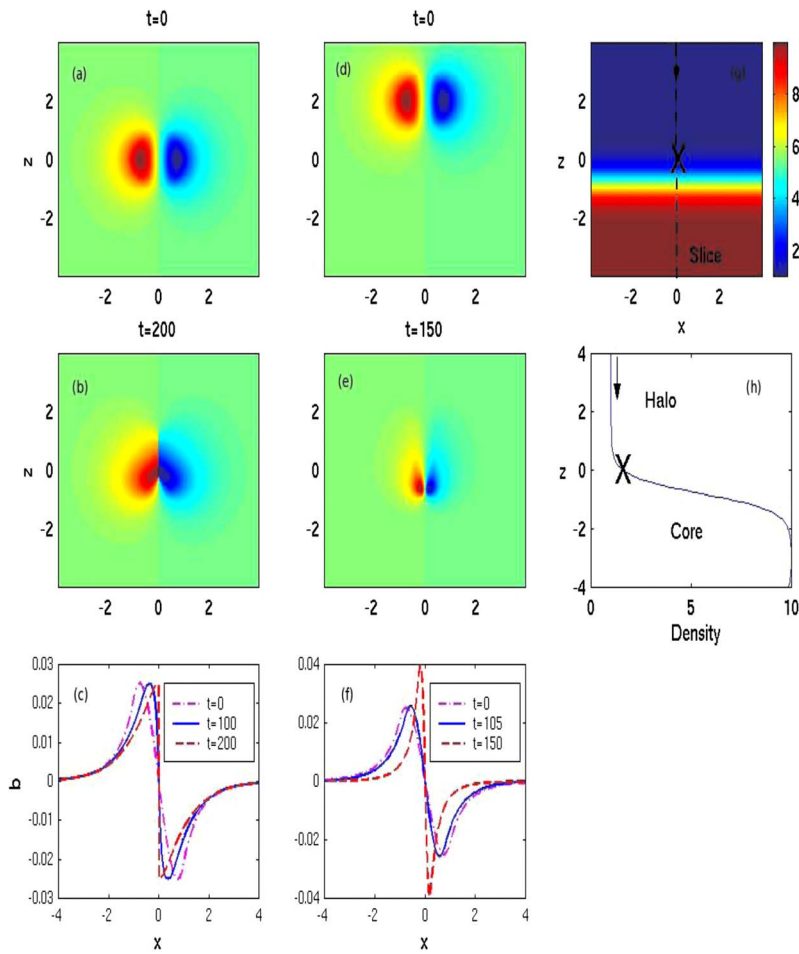 t=0
t=0
(a)
(d)
(g)
2
0
-2
z
2
0
-2
2
0
-2
z
8
6
4
2
Slice
-2 0 2
-2 0 2
-2 0 2
x
t=200
t=150
(b)
(e)
(h)
2
0
-2
z
2
0
-2
4
2
0
-2
-4
z
Halo
X
Core
-2 0 2
-2 0 2
0 5 10
Density
0.03
0.02
0.01
0
-0.01
-0.02
-0.03
b
(c)
t=0
t=100
t=200
-4 -2 0 2 4
x
0.04
0.02
0
-0.02
-0.04
(f)
t=0
t=105
t=150
-4 -2 0 2 4
x